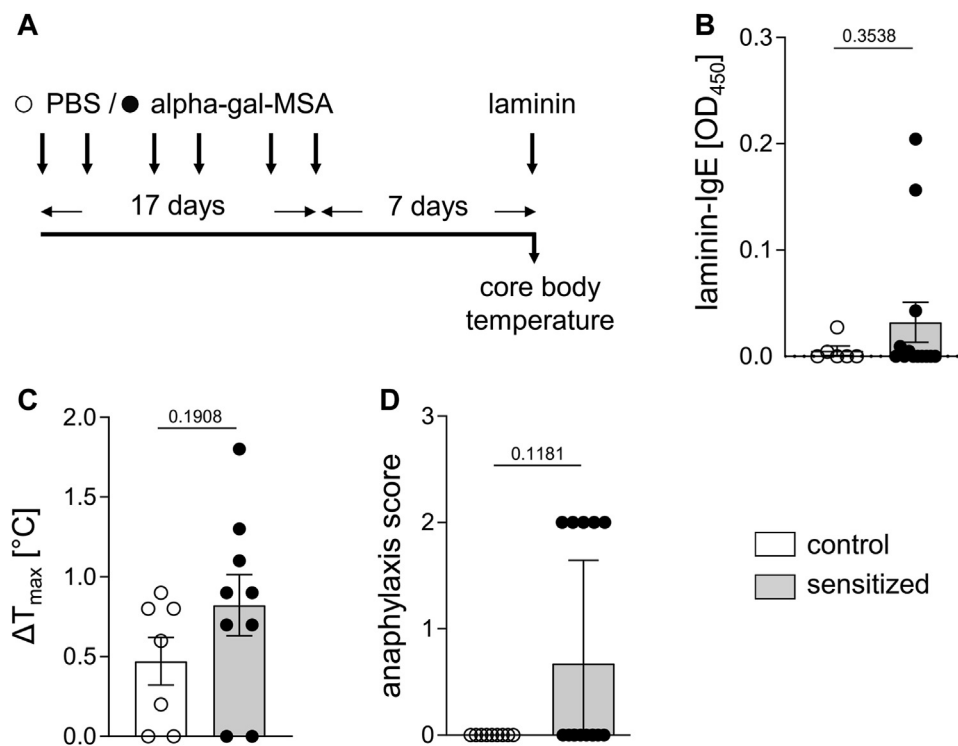 A
PBS / alpha-gal-MSA
laminin
17 days
7 days
core body
temperature
B
laminin-IgE [OD450]
0.3
0.2
0.1
0.0
0.3538
C
ΔTmax [°C]
2.0
1.5
1.0
0.5
0.0
0.1908
D
anaphylaxis score
3
2
1
0
0.1181
control
sensitized